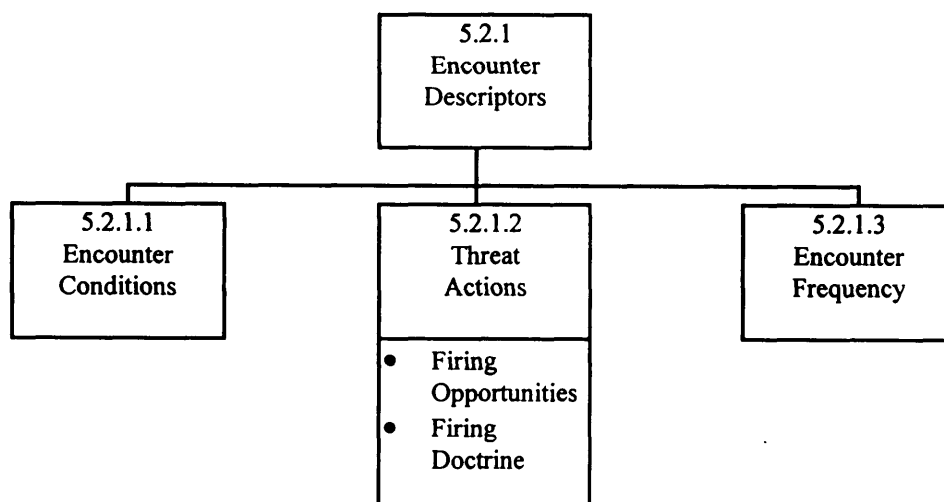 5.2.1
Encounter
Descriptors
5.2.1.1
Encounter
Conditions
5.2.1.2
Threat
Actions
● Firing
Opportunities
● Firing
Doctrine
5.2.1.3
Encounter
Frequency